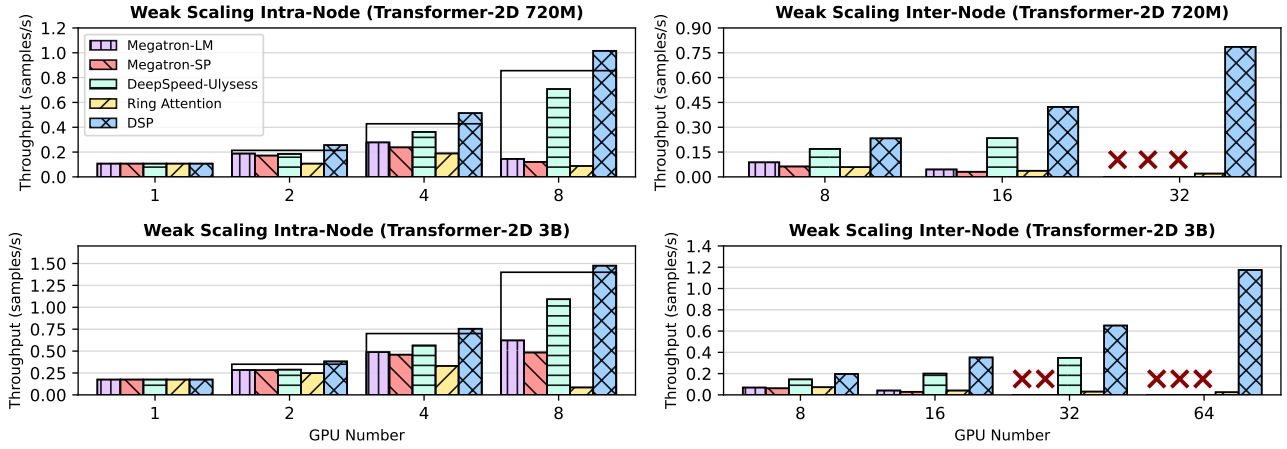 Weak Scaling Intra-Node (Transformer-2D 720M)
Throughput (samples/s)
1.2
1.0
0.8
0.6
0.4
0.2
0.0
Megatron-LM
Megatron-SP
DeepSpeed-Ulysess
Ring Attention
DSP
1 2 4 8
Weak Scaling Inter-Node (Transformer-2D 720M)
Throughput (samples/s)
0.90
0.75
0.60
0.45
0.30
0.15
0.00
8 16 32
Weak Scaling Intra-Node (Transformer-2D 3B)
Throughput (samples/s)
1.50
1.25
1.00
0.75
0.50
0.25
0.00
1 2 4 8
GPU Number
Weak Scaling Inter-Node (Transformer-2D 3B)
Throughput (samples/s)
1.4
1.2
1.0
0.8
0.6
0.4
0.2
0.0
8 16 32 64
GPU Number